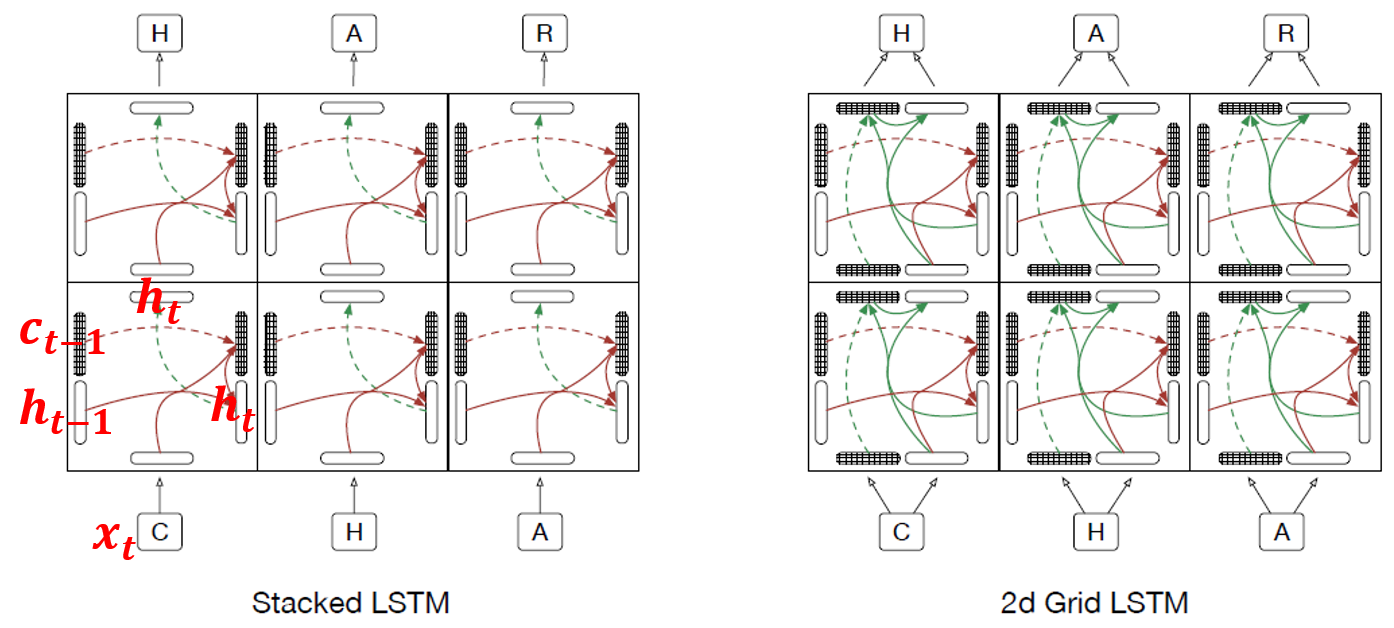 H A R H A R
h_t
c_{t-1}
h_{t-1} h_t
x_t C H A C H A
Stacked LSTM 2d Grid LSTM